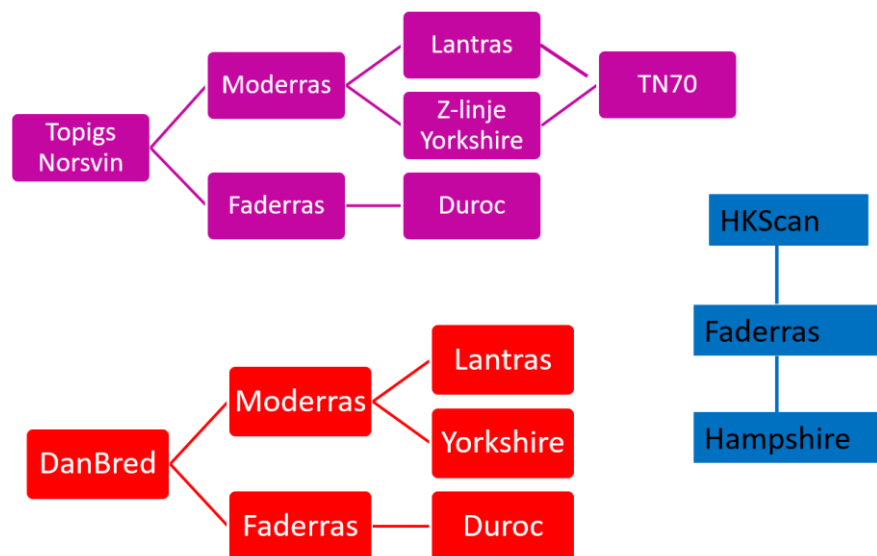 Topigs
Norsvin
Moderras
Lantras
Z-linje
Yorkshire
TN70
Faderras
Duroc
HKScan
Faderras
Hampshire
DanBred
Moderras
Lantras
Yorkshire
Faderras
Duroc